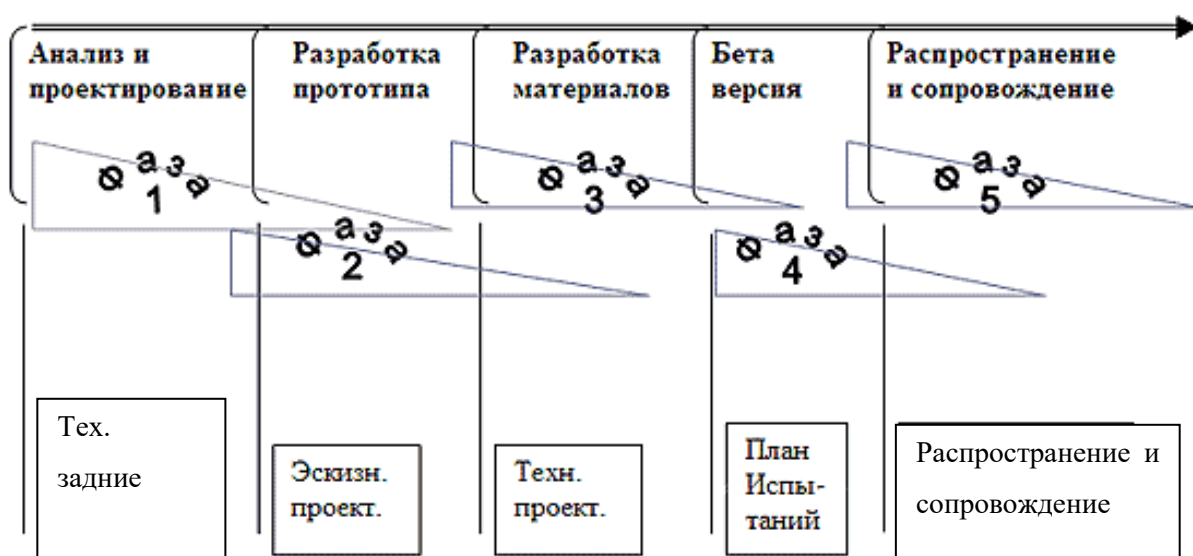 Анализ и
проектирование
Разработка
прототипа
Разработка
материалов
Бета
версия
Распространение
и сопровождение
Фаза
1
Фаза
2
Фаза
3
Фаза
4
Фаза
5
Тех.
задние
Эскизн.
проект.
Техн.
проект.
План
Испы-
таний
Распространение и
сопровождение